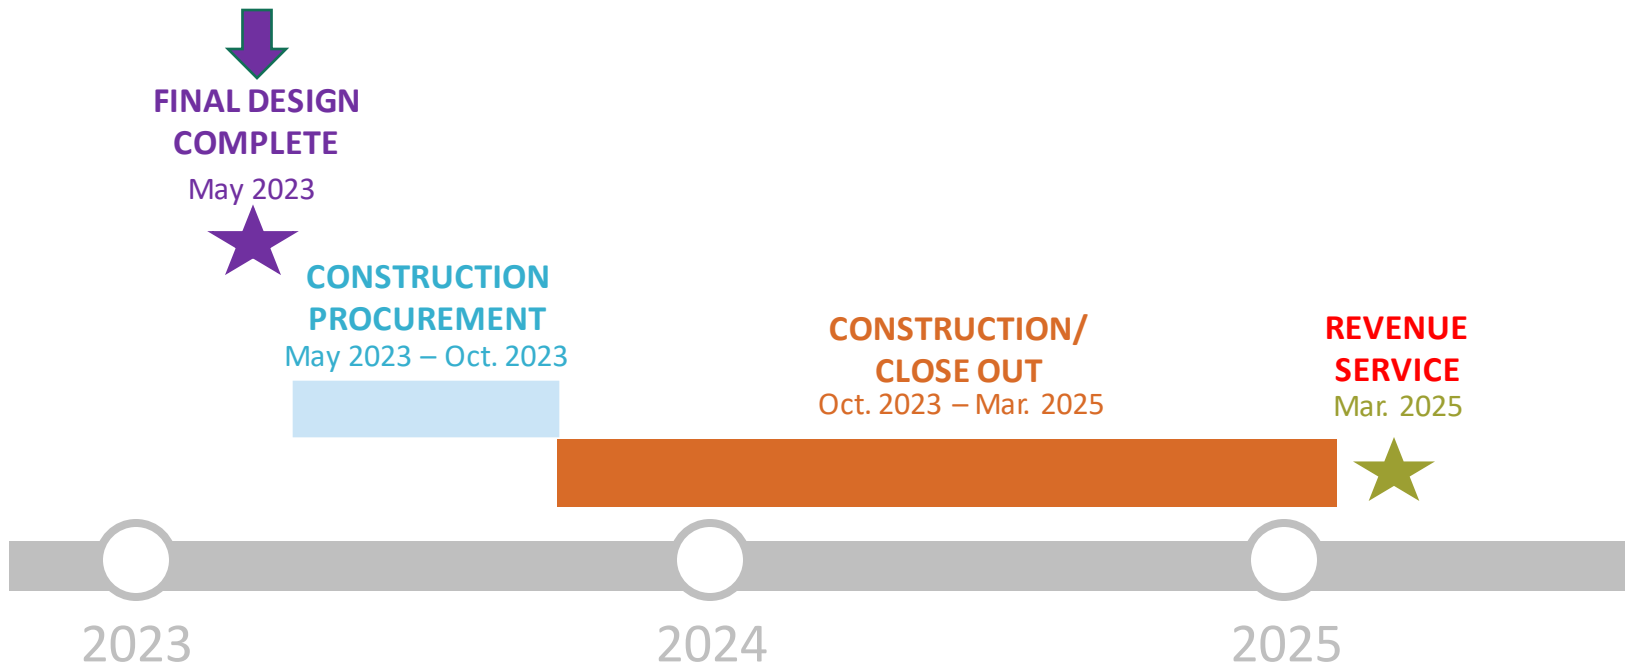 FINAL DESIGN
COMPLETE
May 2023
CONSTRUCTION
PROCUREMENT
May 2023 – Oct. 2023
CONSTRUCTION/
CLOSE OUT
Oct. 2023 – Mar. 2025
REVENUE
SERVICE
Mar. 2025
2023
2024
2025